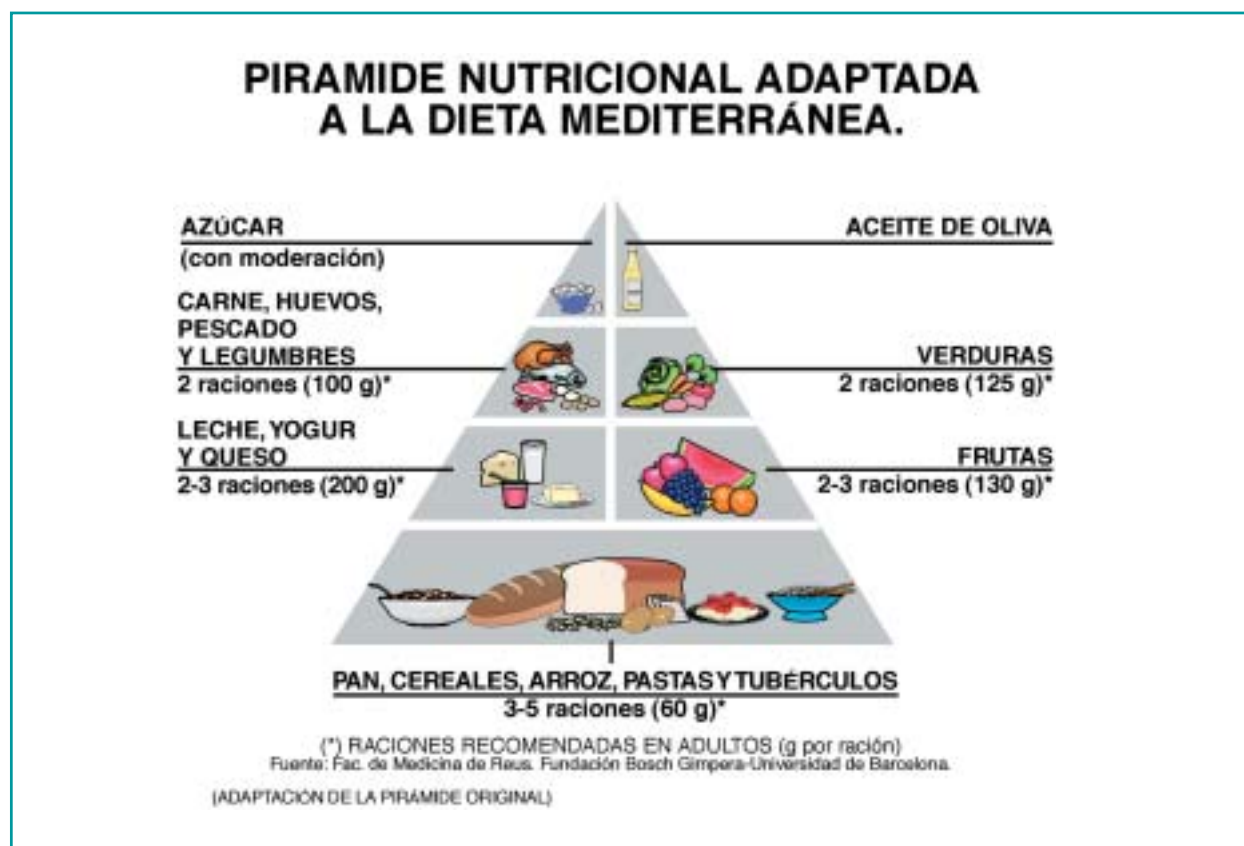 PIRAMIDE NUTRICIONAL ADAPTADA
A LA DIETA MEDITERRÁNEA.
AZÚCAR
(con moderación)
ACEITE DE OLIVA
CARNE, HUEVOS,
PESCADO
Y LEGUMBRES
2 raciones (100 g)*
VERDURAS
2 raciones (125 g)*
LECHE, YOGUR
Y QUESO
2-3 raciones (200 g)*
FRUTAS
2-3 raciones (130 g)*
PAN, CEREALES, ARROZ, PASTAS Y TUBÉRCULOS
3-5 raciones (60 g)*
(*) RACIONES RECOMENDADAS EN ADULTOS (g por ración)
Fuente: Fac. de Medicina de Reus. Fundación Bosch Gimpera-Universidad de Barcelona.
(ADAPTACIÓN DE LA PIRÁMIDE ORIGINAL)